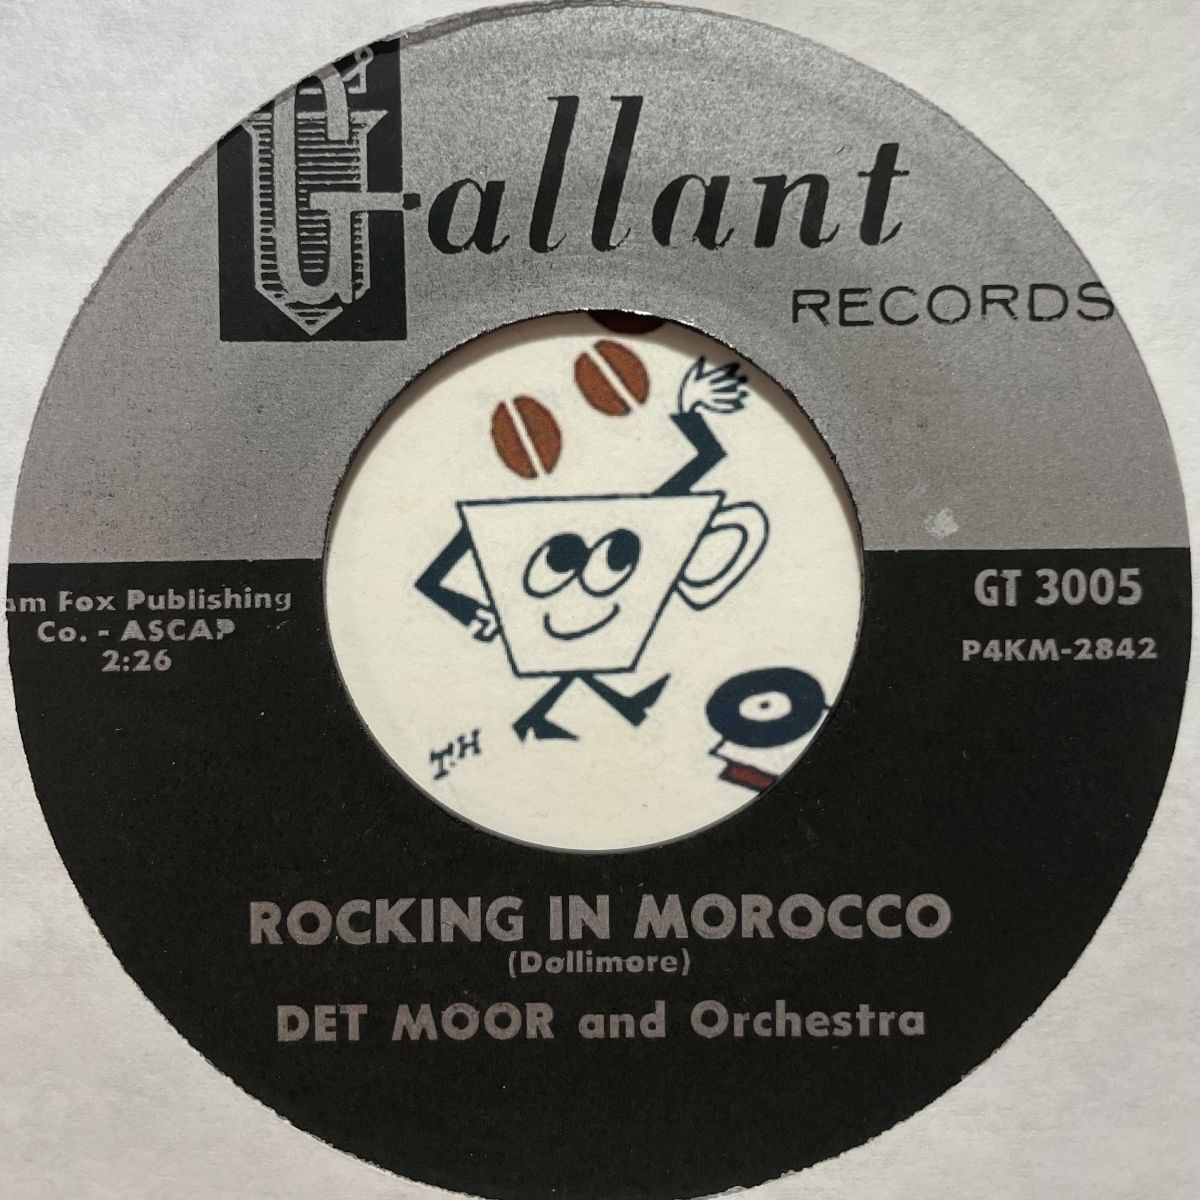 Gallant
RECORDS
am Fox Publishing
Co. - ASCAP
2:26
GT 3005
P4KM-2842
T.H
ROCKING IN MOROCCO
(Dollimore)
DET MOOR and Orchestra